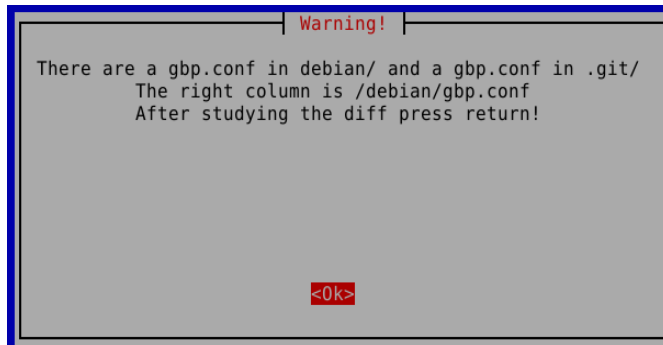 Warning!
There are a gbp.conf in debian/ and a gbp.conf in .git/
The right column is /debian/gbp.conf
After studying the diff press return!
<Ok>